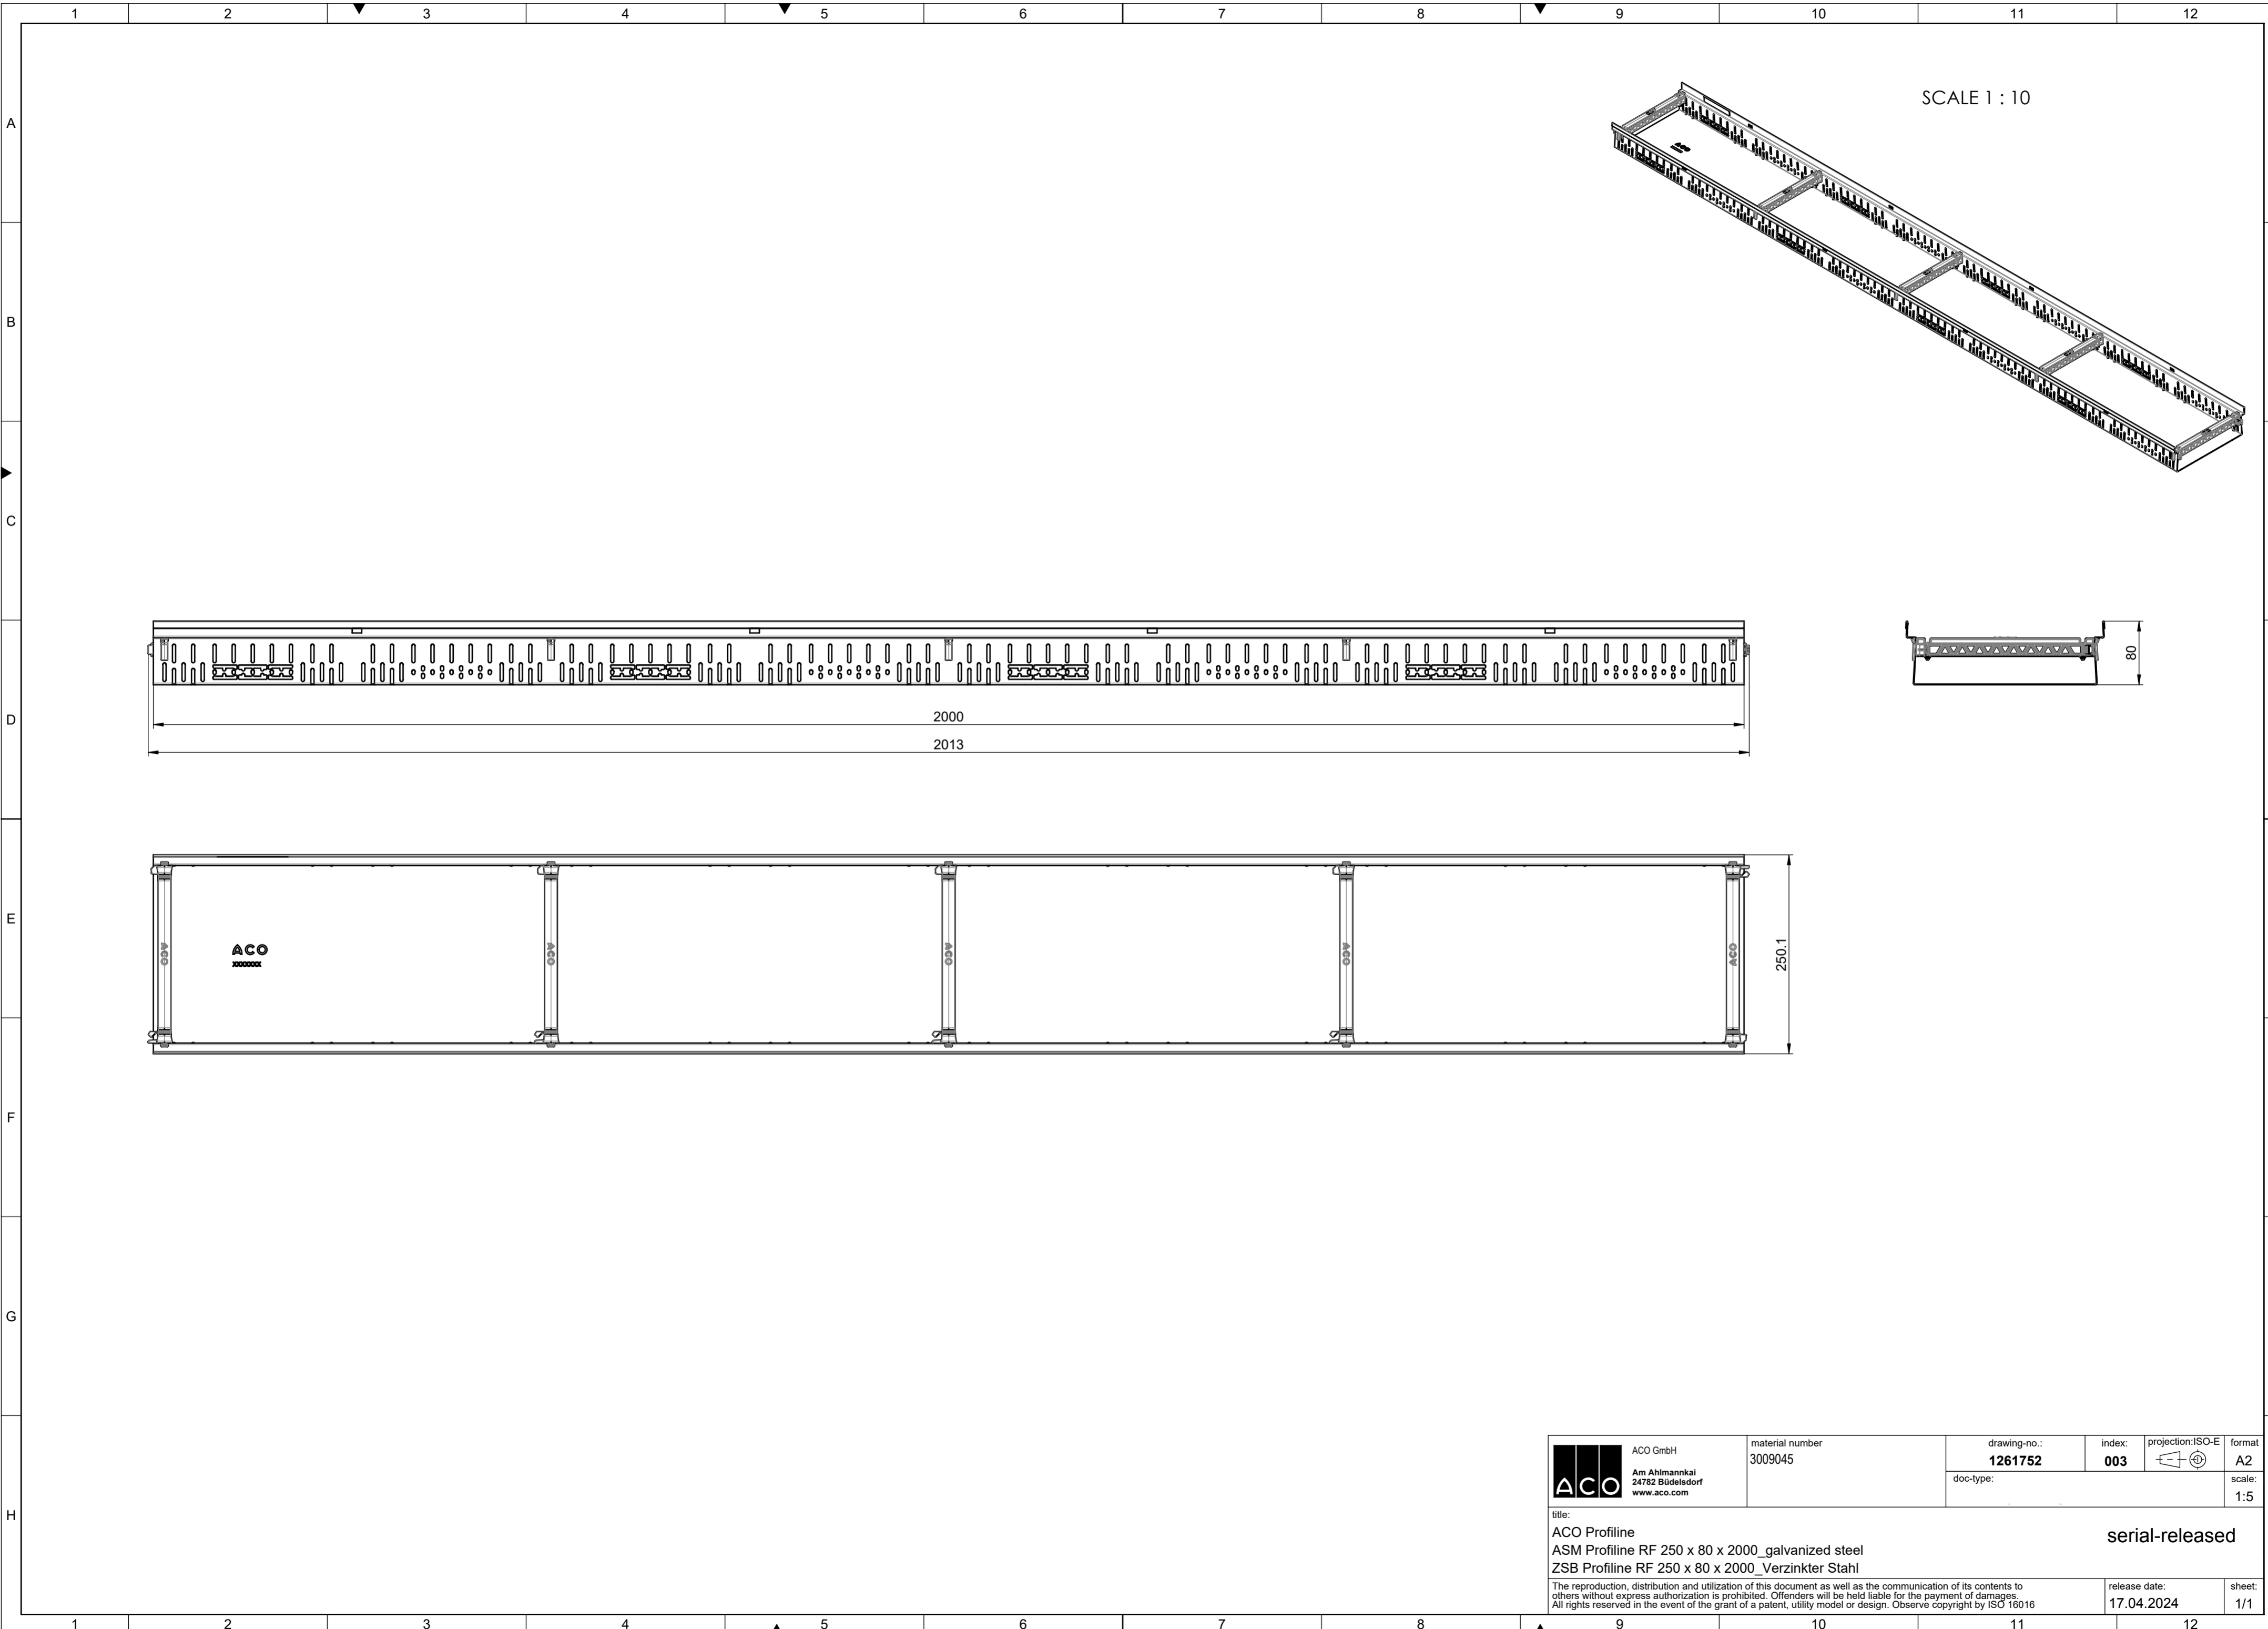 1 2 3 4 5 6 7 8 9 10 11 12
A
B
C
D
E
F
G
H
SCALE 1 : 10
2000
2013
80
ACO
xxxxxxx
ACO
ACO
ACO
ACO
ACO
250.1
ACO
ACO GmbH
Am Ahlmannkai
24782 Büdelsdorf
www.aco.com
material number
3009045
drawing-no.:
1261752
index:
003
projection:ISO-E
format
A2
doc-type:
scale:
1:5
title:
ACO Profiline
ASM Profiline RF 250 x 80 x 2000_galvanized steel
ZSB Profiline RF 250 x 80 x 2000_Verzinkter Stahl
serial-released
The reproduction, distribution and utilization of this document as well as the communication of its contents to
others without express authorization is prohibited. Offenders will be held liable for the payment of damages.
All rights reserved in the event of the grant of a patent, utility model or design. Observe copyright by ISO 16016
release date:
17.04.2024
sheet:
1/1
1 2 3 4 5 6 7 8 9 10 11 12